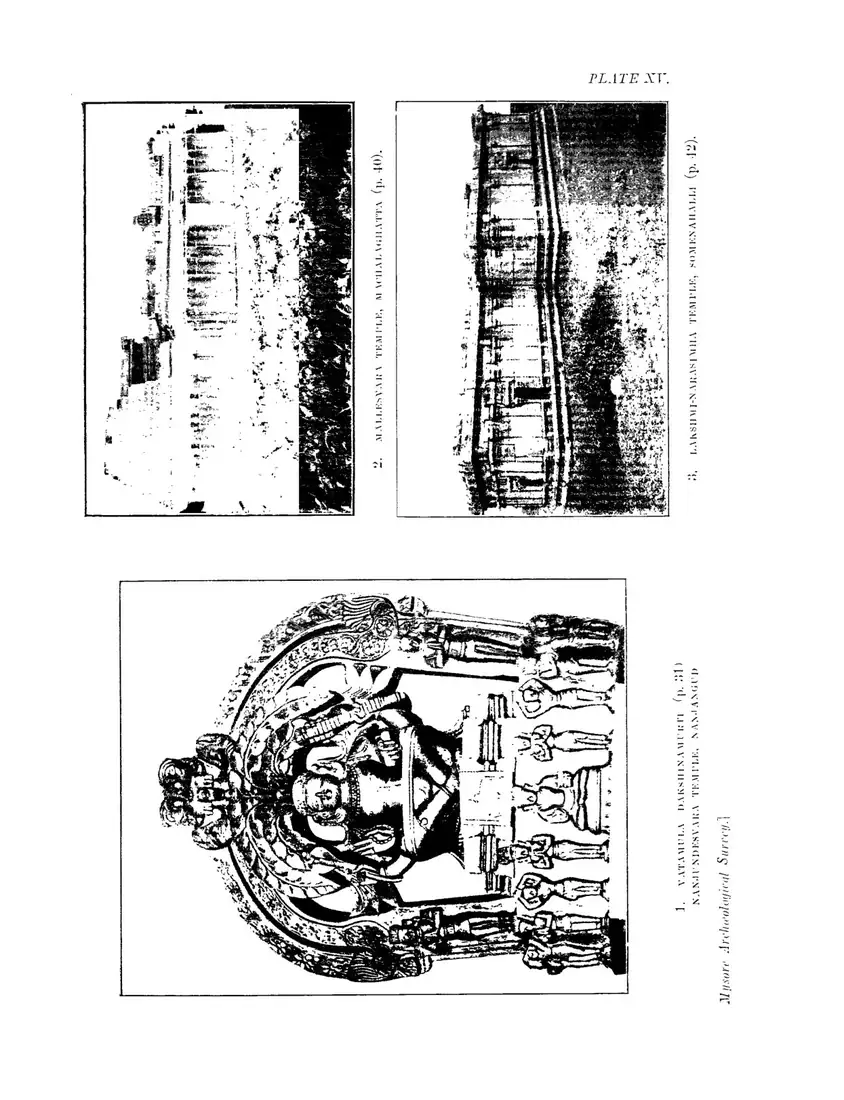 PLATE XV.
2. MALLESVARA TEMPLE, MACHALAGHATTA (p. 40).
3. LAKSHMI-NARASIMHA TEMPLE, SOMENAHALLI (p. 42).
1. VATAMULA DAKSHINAMURTI (p. 31)
NANJUNDESVARA TEMPLE, NANJANGUD
Mysore Archæological Survey.]